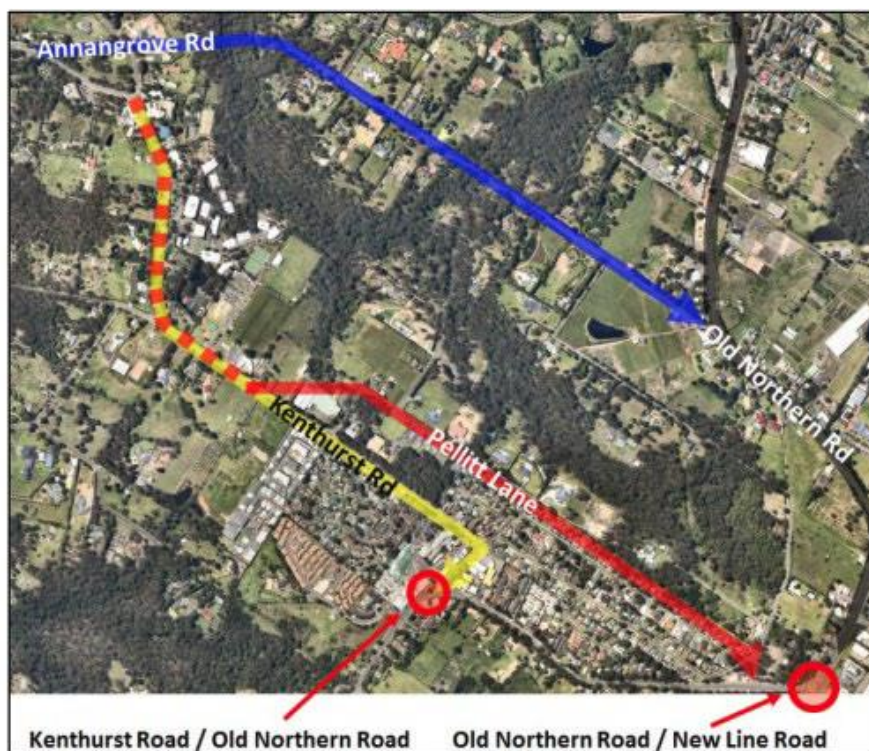 Annangrove Rd
Old Northern Rd
Kenthurst Rd
Pellitt Lane
Kenthurst Road / Old Northern Road
Old Northern Road / New Line Road